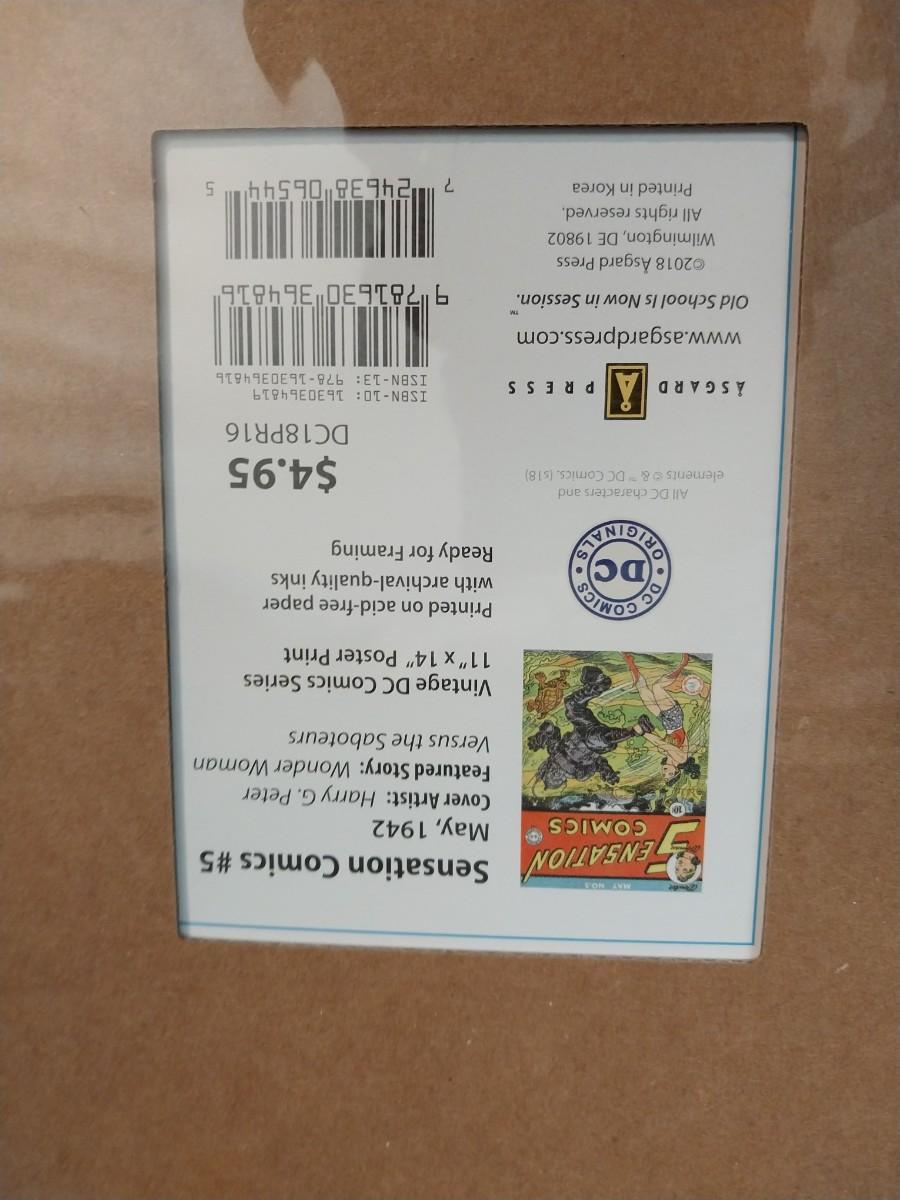 MAY NO.5
SENSATION
COMICS
10¢
Sensation Comics #5
May, 1942
Cover Artist: Harry G. Peter
Featured Story: Wonder Woman
Versus the Saboteurs
Vintage DC Comics Series
11" x 14" Poster Print
Printed on acid-free paper
with archival-quality inks
Ready for Framing
DC COMICS
DC
ORIGINALS
All DC characters and
elements © & ™ DC Comics. (s18)
$4.95
DC18PR16
ÅSGARD PRESS
www.asgardpress.com
Old School Is Now in Session.™
©2018 Åsgard Press
Wilmington, DE 19802
All rights reserved.
Printed in Korea
ISBN-10: 1630364819
ISBN-13: 978-1630364816
9 781630 364816
7 24638 06544 5